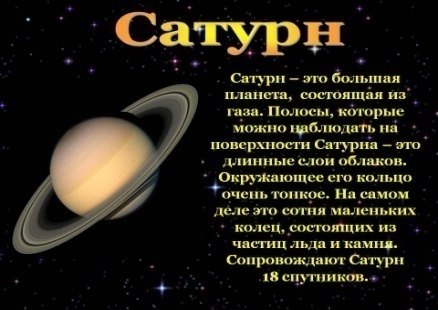 Сатурн
Сатурн – это большая
планета, состоящая из
газа. Полосы, которые
можно наблюдать на
поверхности Сатурна – это
длинные слои облаков.
Окружающее его кольцо
очень тонкое. На самом
деле это сотня маленьких
колец, состоящих из
частиц льда и камня.
Сопровождают Сатурн
18 спутников.